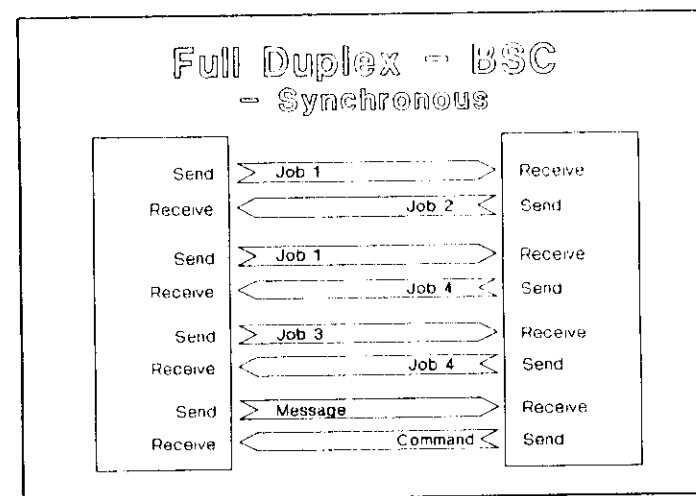 Full Duplex - BSC
- Synchronous
Send Job 1 Receive
Receive Job 2 Send
Send Job 1 Receive
Receive Job 4 Send
Send Job 3 Receive
Receive Job 4 Send
Send Message Receive
Receive Command Send